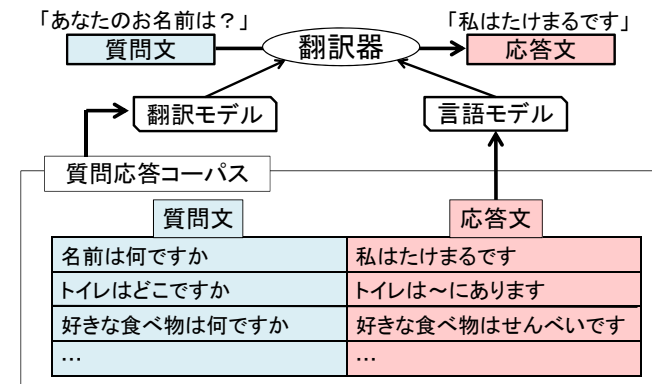 「あなたのお名前は？」
「私はたけまるです」
質問文
翻訳器
応答文
翻訳モデル
言語モデル
質問応答コーパス
質問文
応答文
名前は何ですか
私はたけまるです
トイレはどこですか
トイレは～にあります
好きな食べ物は何ですか
好きな食べ物はせんべいです
…
…